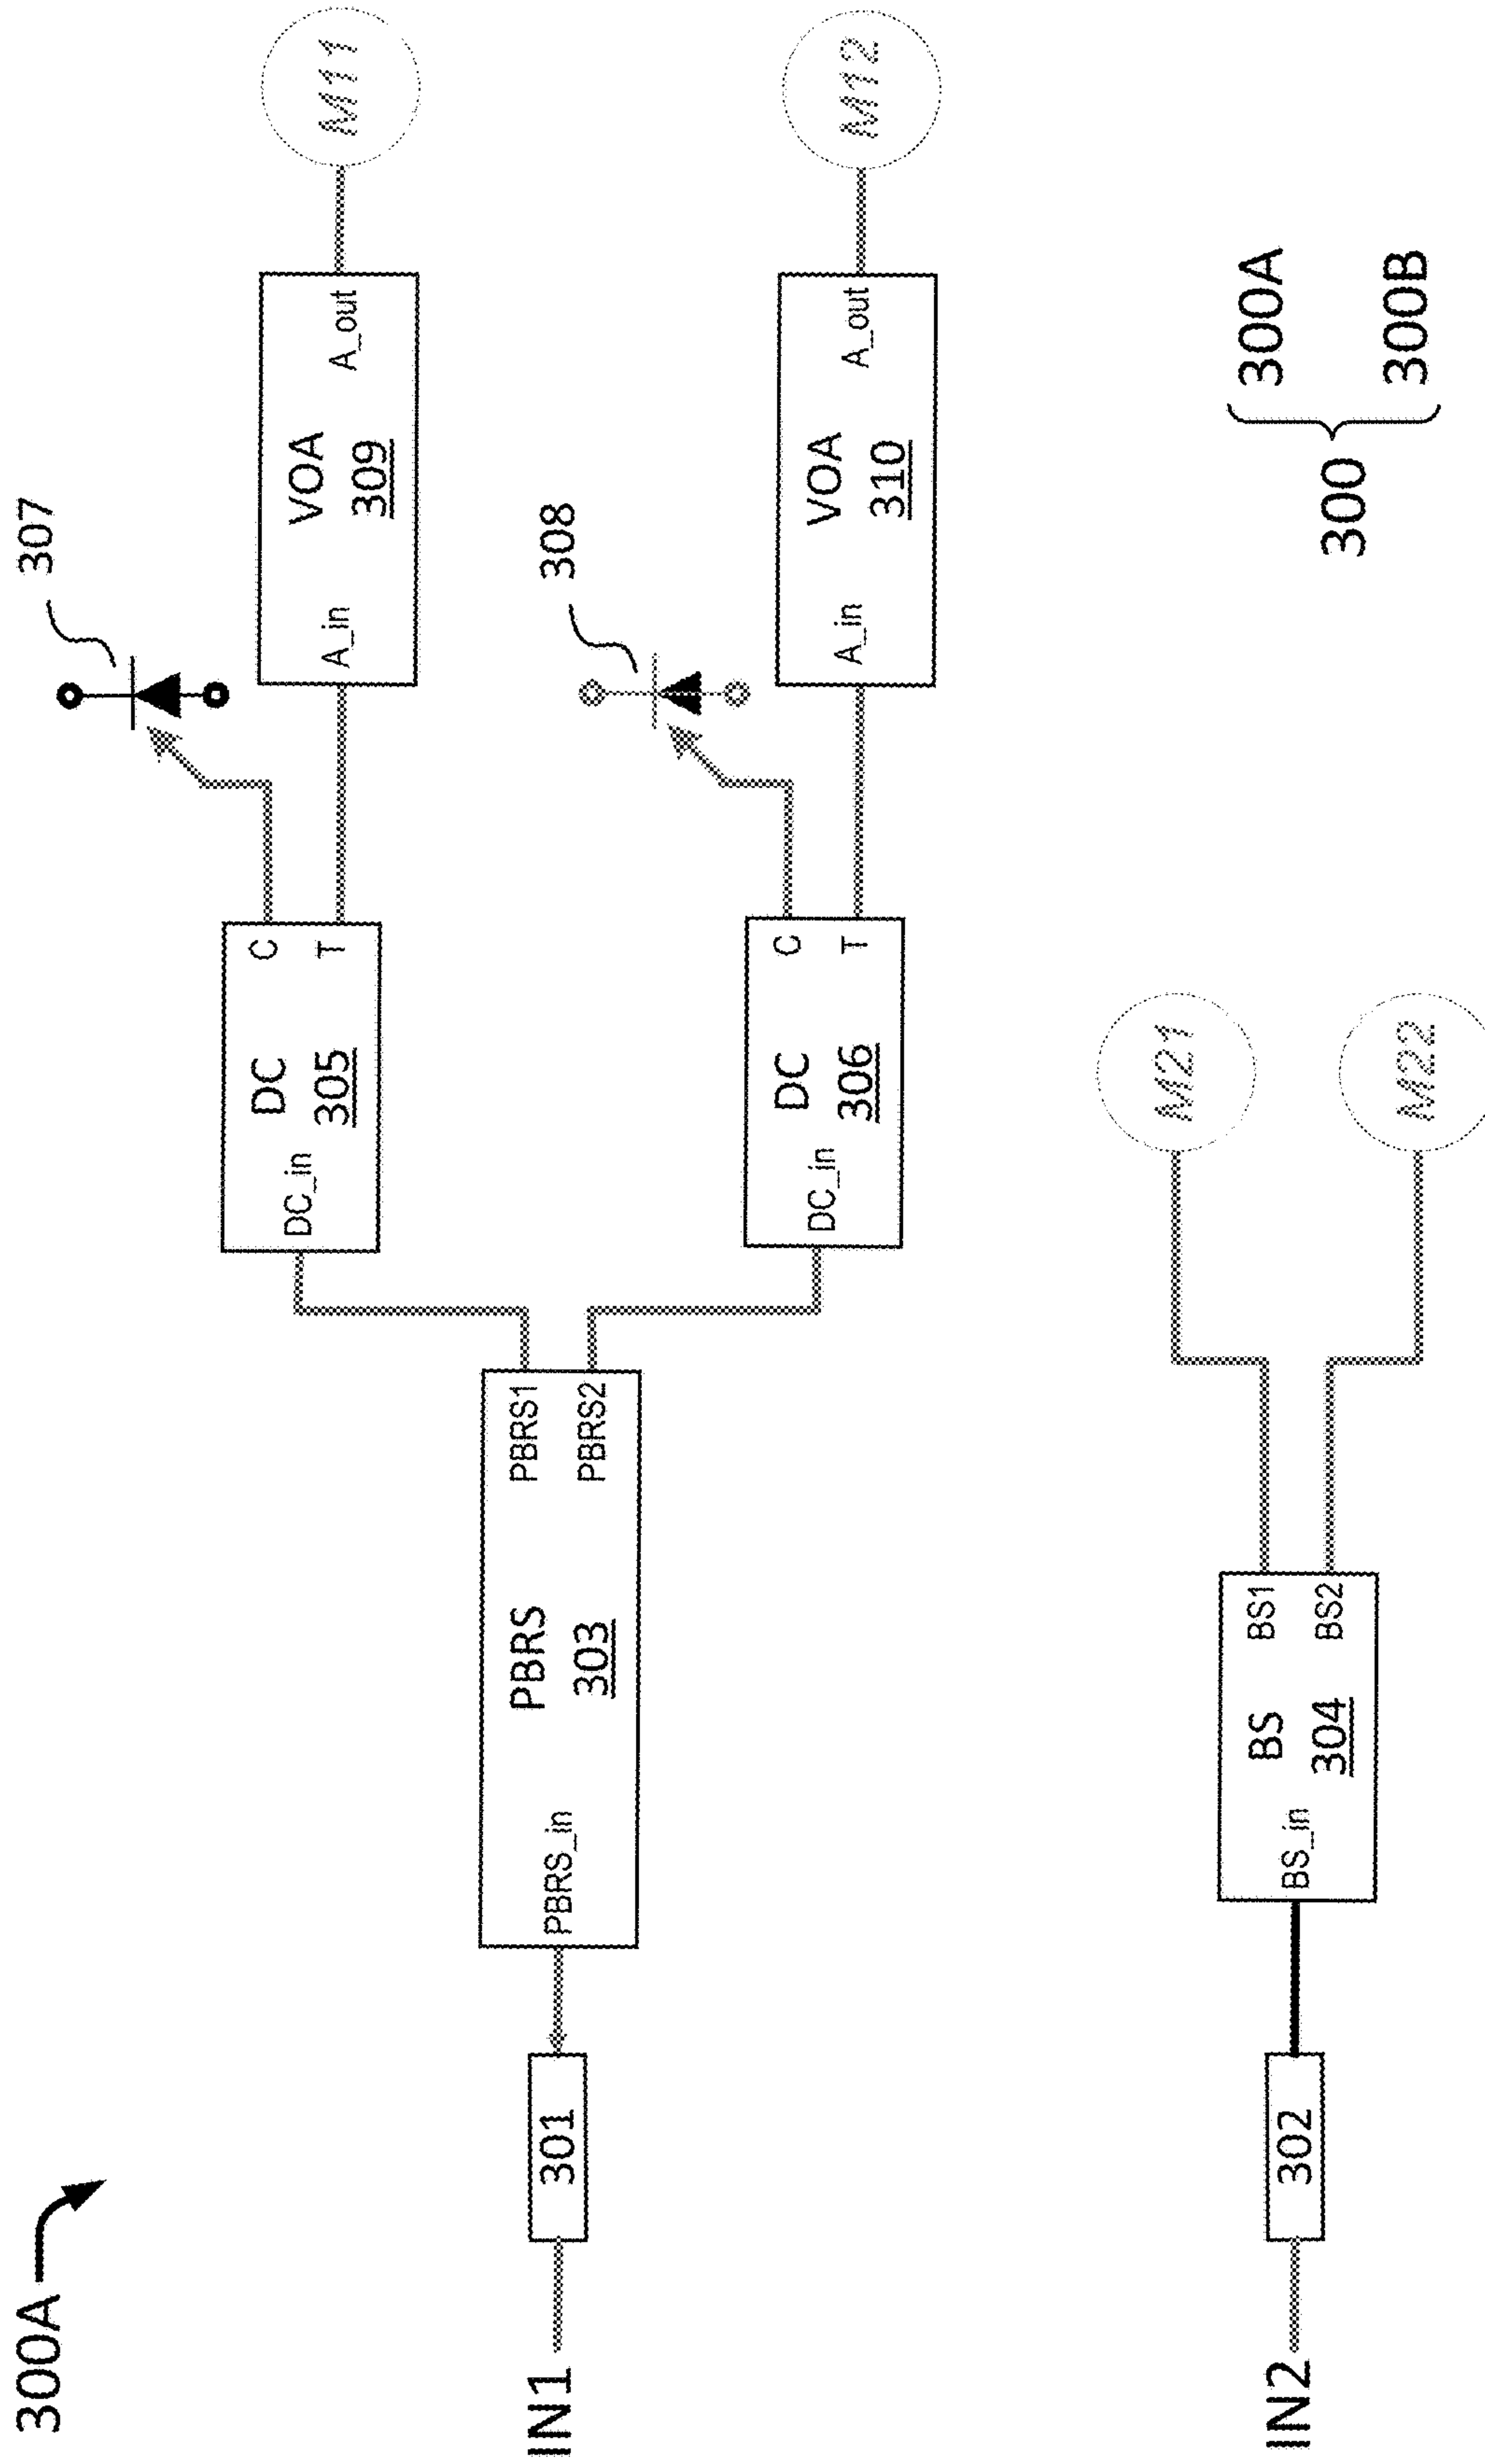 300A
307
DC
305
DC_in
C
T
VOA
309
A_in
A_out
M11
IN1
301
PBRS
303
PBRS_in
PBRS1
PBRS2
308
DC
306
DC_in
C
T
VOA
310
A_in
A_out
M12
IN2
302
BS
304
BS_in
BS1
BS2
M21
M22
300
300A
300B